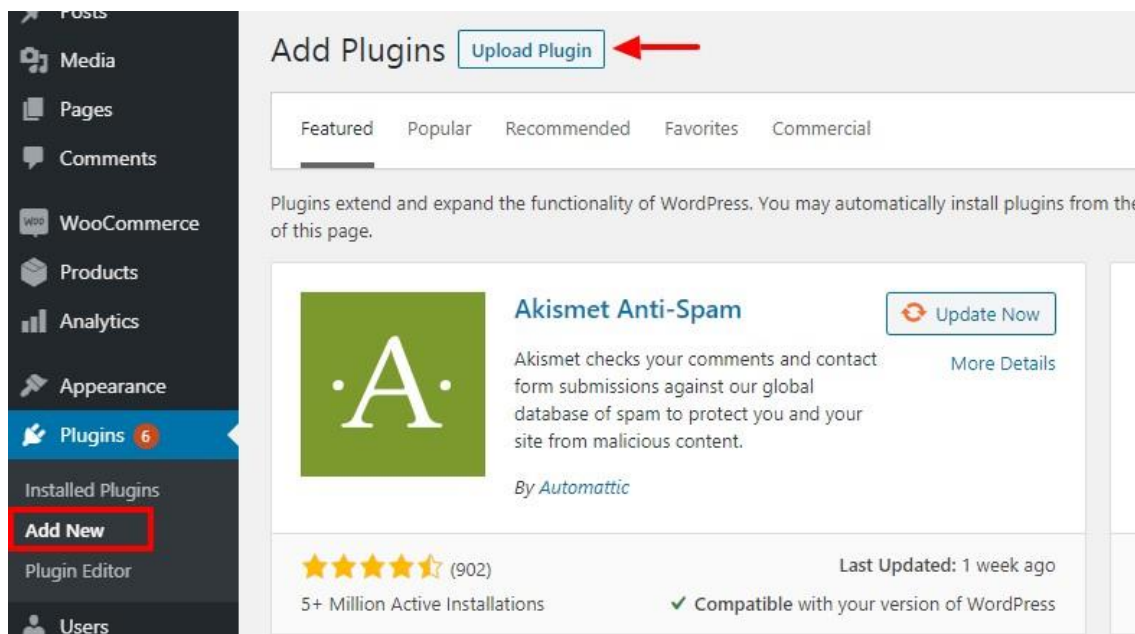 Posts
Media
Pages
Comments
WOO
WooCommerce
Products
Analytics
Appearance
Plugins 6
Installed Plugins
Add New
Plugin Editor
Users
Add Plugins Upload Plugin
Featured Popular Recommended Favorites Commercial
Plugins extend and expand the functionality of WordPress. You may automatically install plugins from the
of this page.
·A·
Akismet Anti-Spam
Update Now
More Details
Akismet checks your comments and contact
form submissions against our global
database of spam to protect you and your
site from malicious content.
By Automattic
(902)
5+ Million Active Installations
Last Updated: 1 week ago
✔ Compatible with your version of WordPress